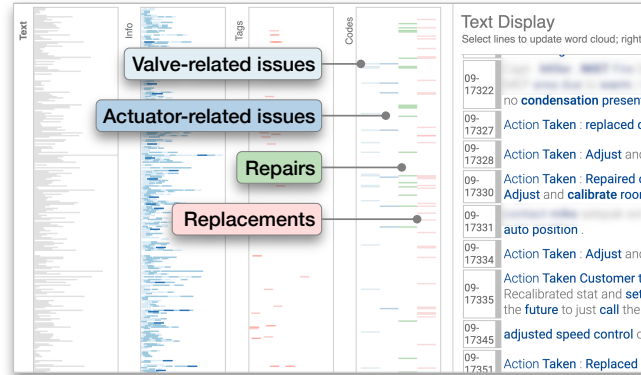 Text
Info
Tags
Codes
Valve-related issues
Actuator-related issues
Repairs
Replacements
Text Display
Select lines to update word cloud; right
09-
17322
no condensation present
09-
17327
Action Taken : replaced
09-
17328
Action Taken : Adjust and
09-
17330
Action Taken : Repaired
Adjust and calibrate room
09-
17331
auto position .
09-
17334
Action Taken : Adjust and
09-
17335
Action Taken Customer
Recalibrated stat and set
the future to just call the
09-
17345
adjusted speed control
09-
17351
Action Taken : Replaced